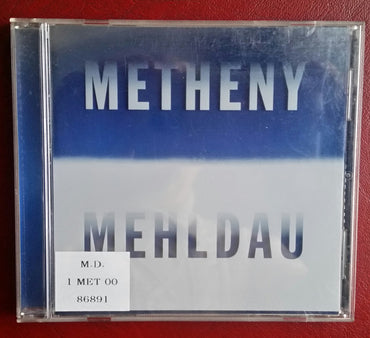 METHENY
MEHLDAU
M.D.
1 MET 00
86891